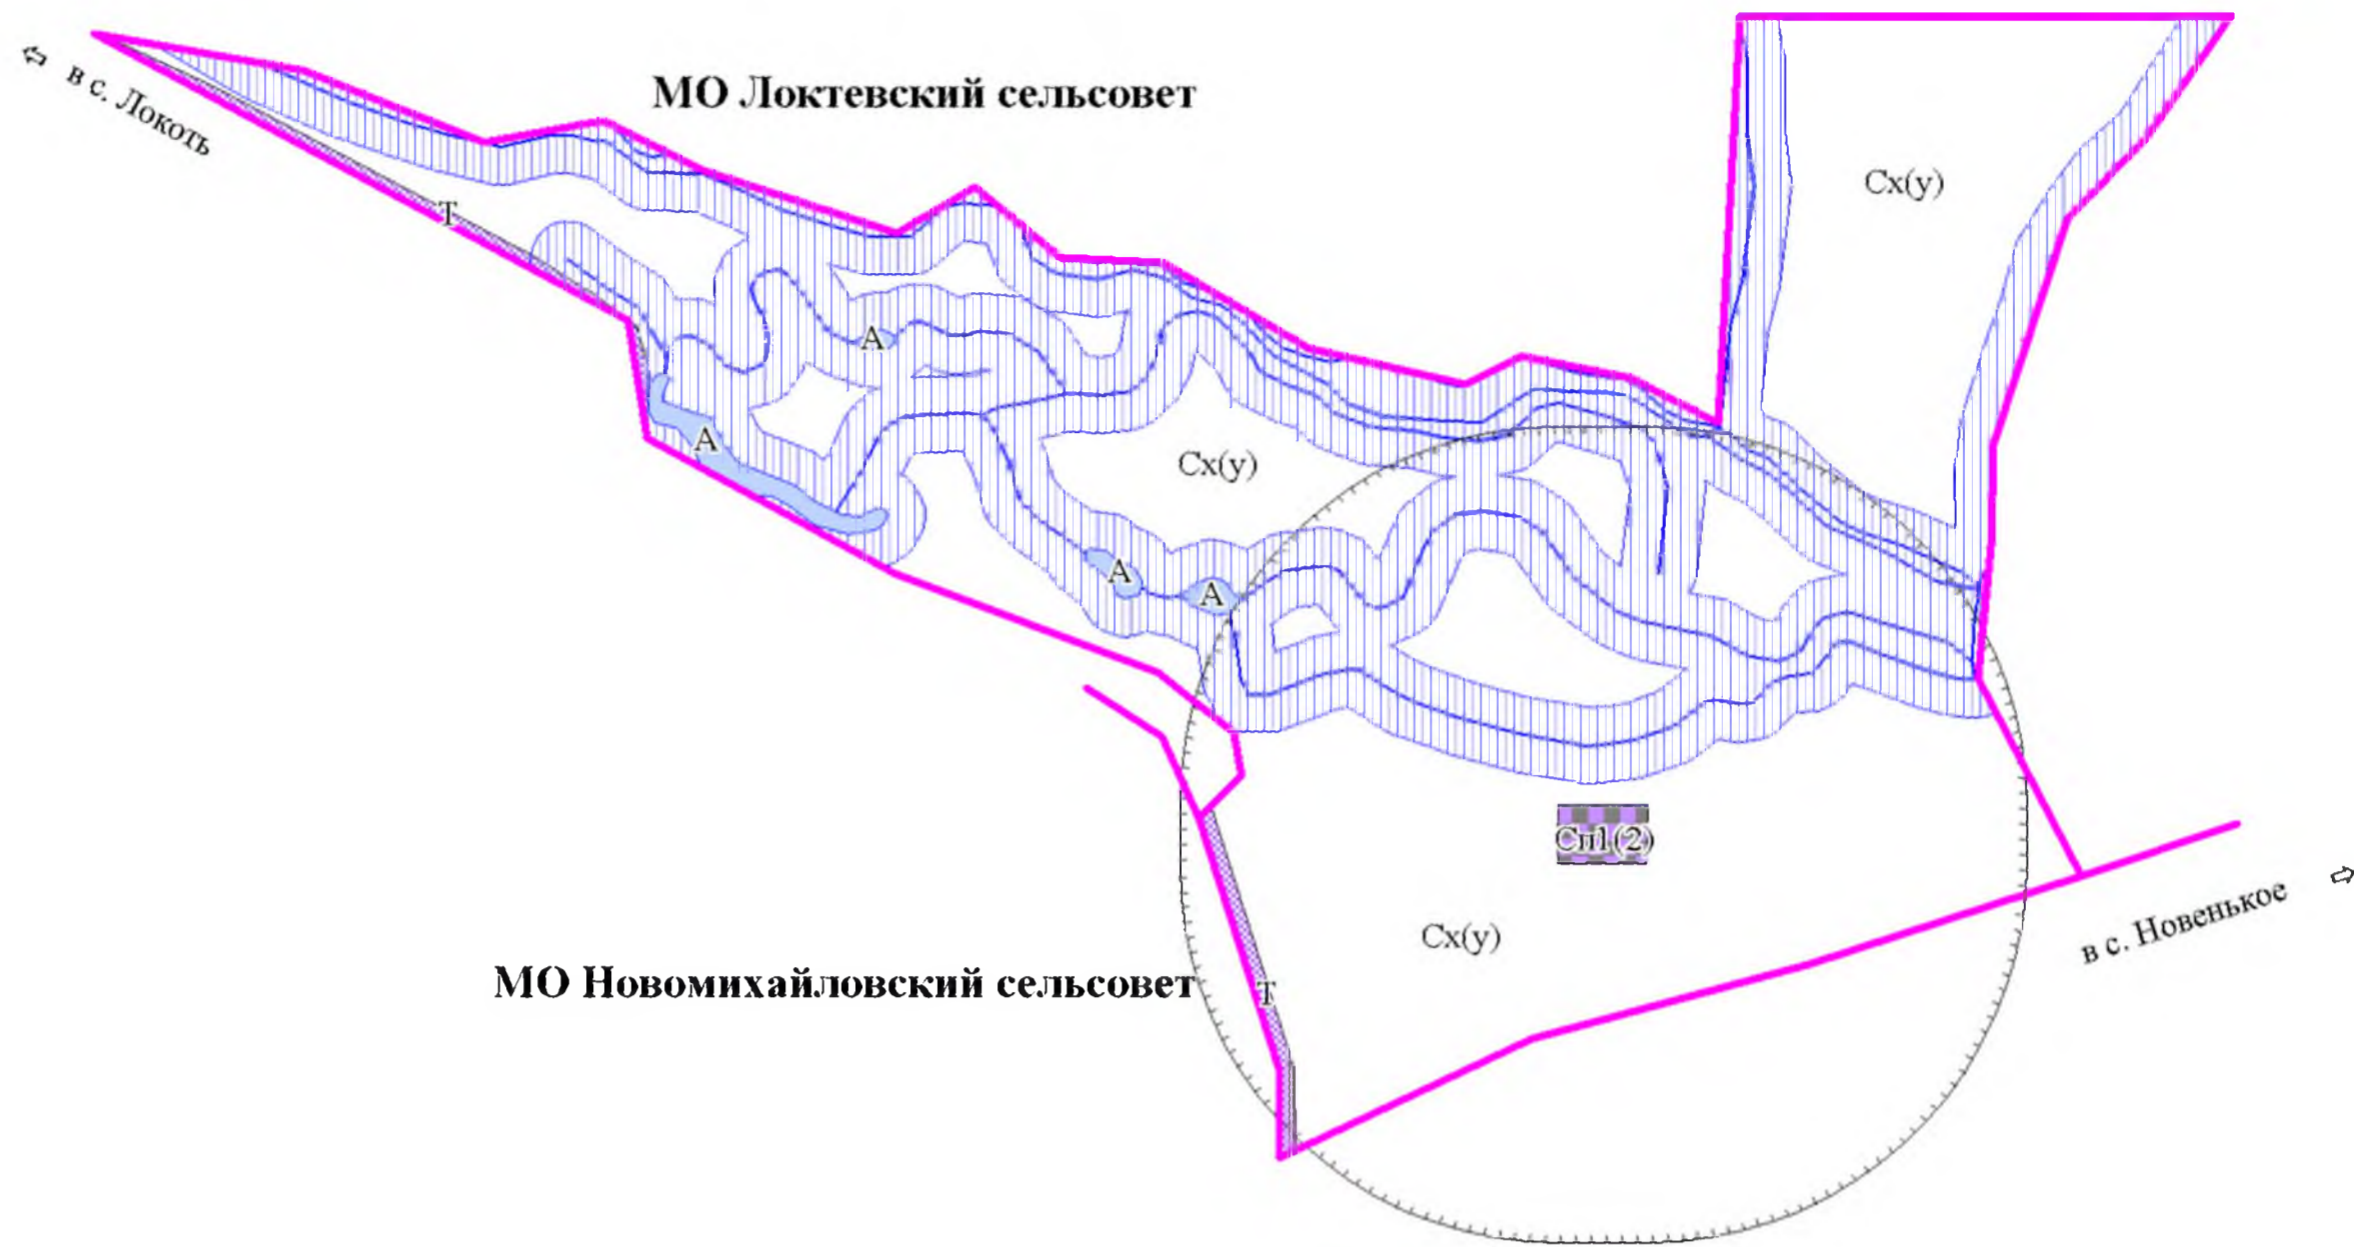 в с. Локоть
МО Локтевский сельсовет
Сх(у)
Т
А
А
Сх(у)
А
А
Сп1(2)
Сх(у)
в с. Новенькое
МО Новомихайловский сельсовет
Т